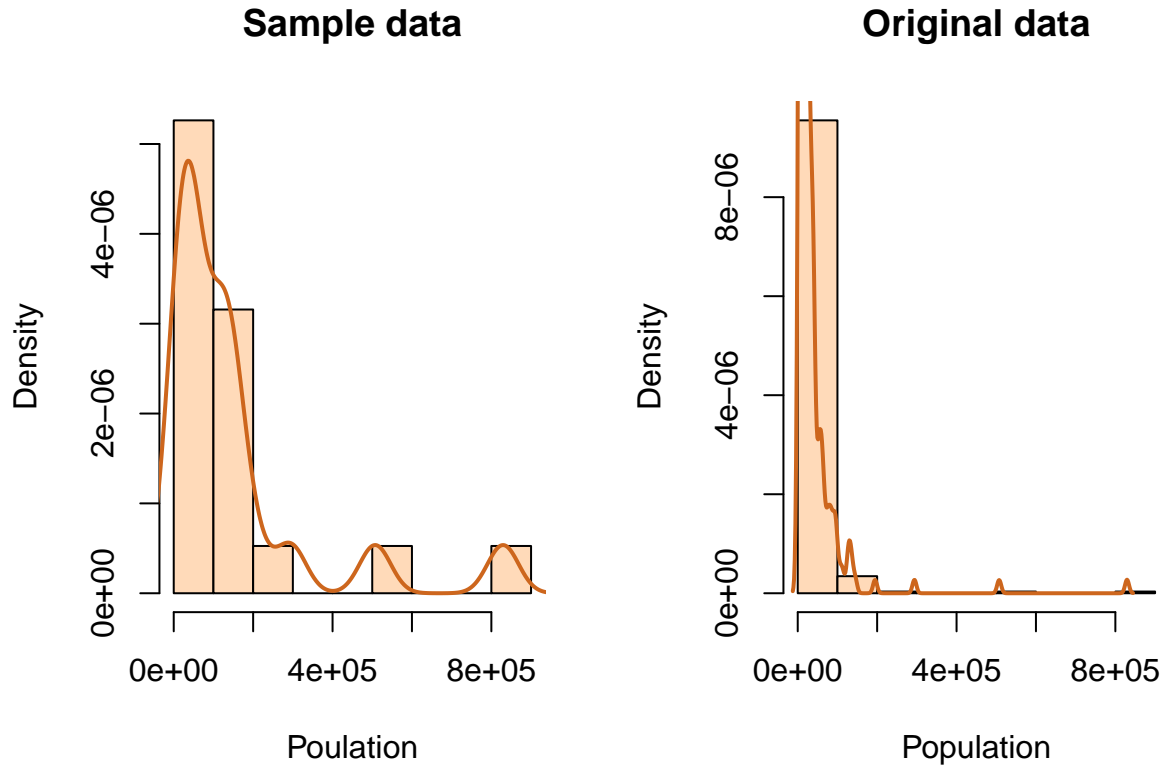 Sample data
Density
0e+00
2e−06
4e−06
0e+00
4e+05
8e+05
Poulation
Original data
Density
0e+00
4e−06
8e−06
0e+00
4e+05
8e+05
Population